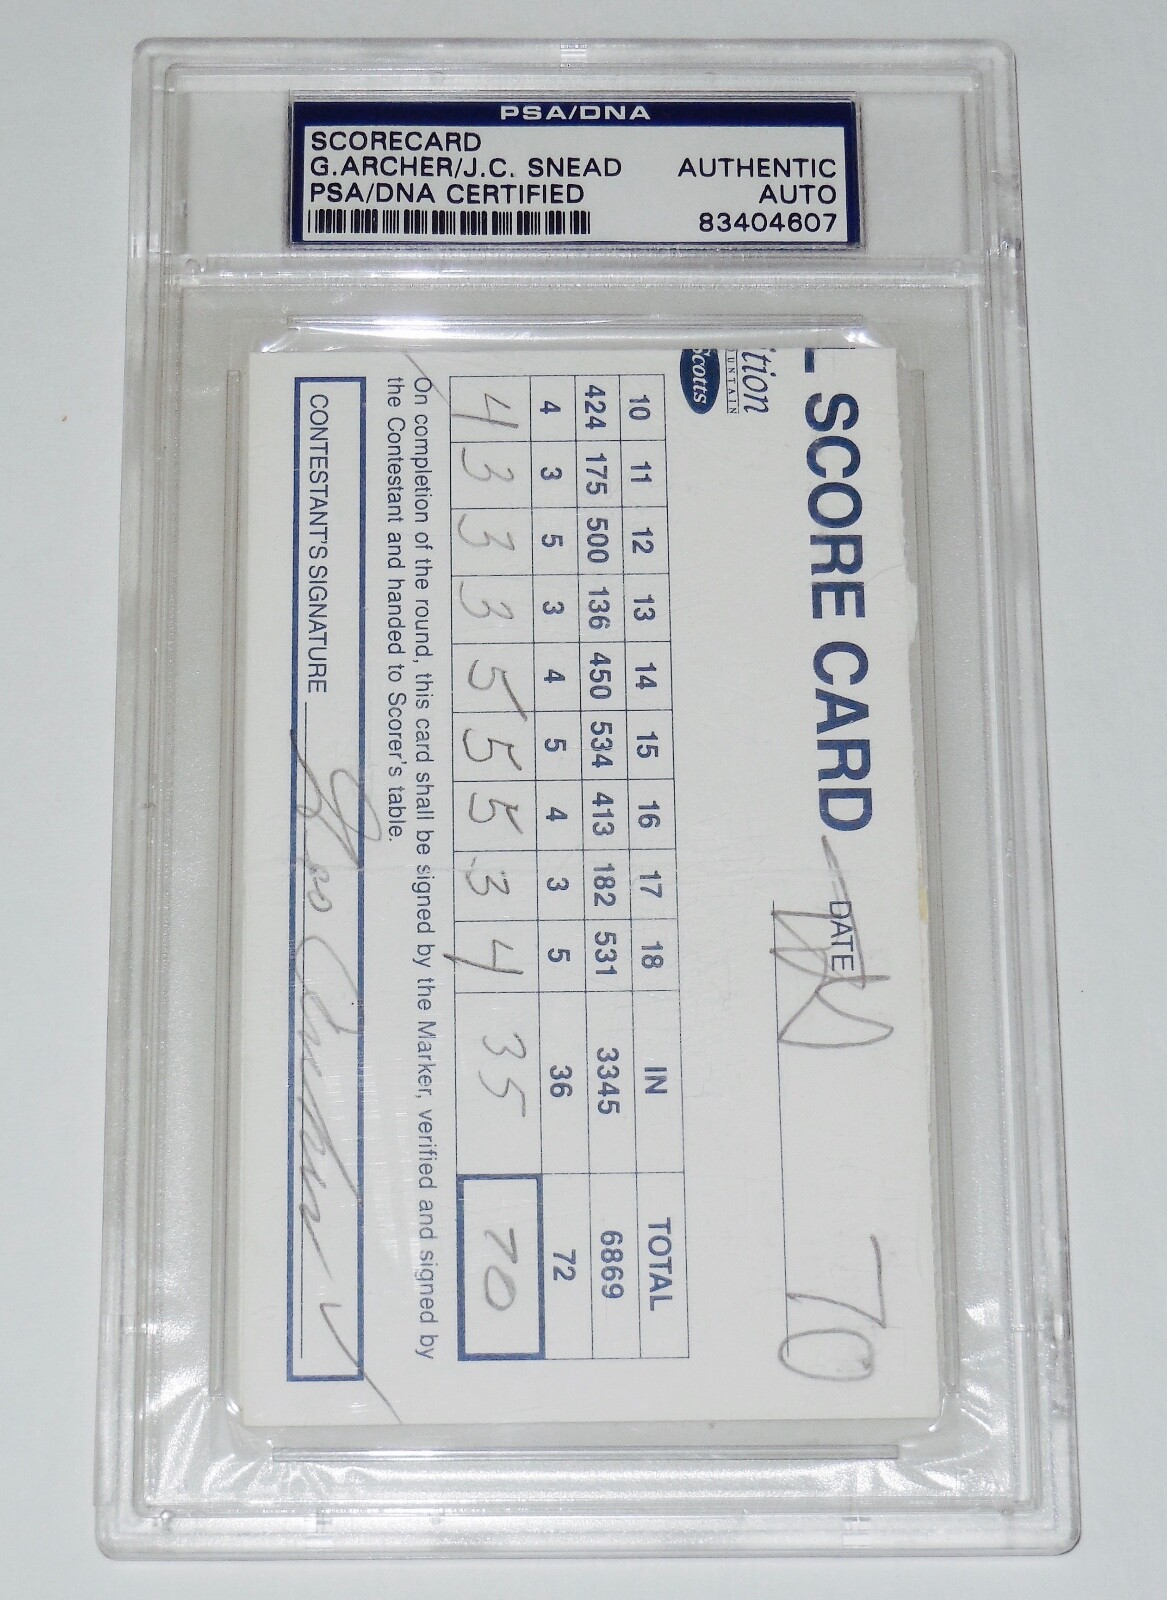 PSA/DNA
SCORECARD
G.ARCHER/J.C. SNEAD AUTHENTIC
PSA/DNA CERTIFIED AUTO
83404607
SCORE CARD DATE
70
ition
UNTAIN
Scotts
10 11 12 13 14 15 16 17 18 IN TOTAL
424 175 500 136 450 534 413 182 531 3345 6869
4 3 5 3 4 5 4 3 5 36 72
4 3 3 3 5 5 5 3 4 35 70
On completion of the round, this card shall be signed by the Marker, verified and signed by
the Contestant and handed to Scorer's table.
CONTESTANT'S SIGNATURE Geo Archer